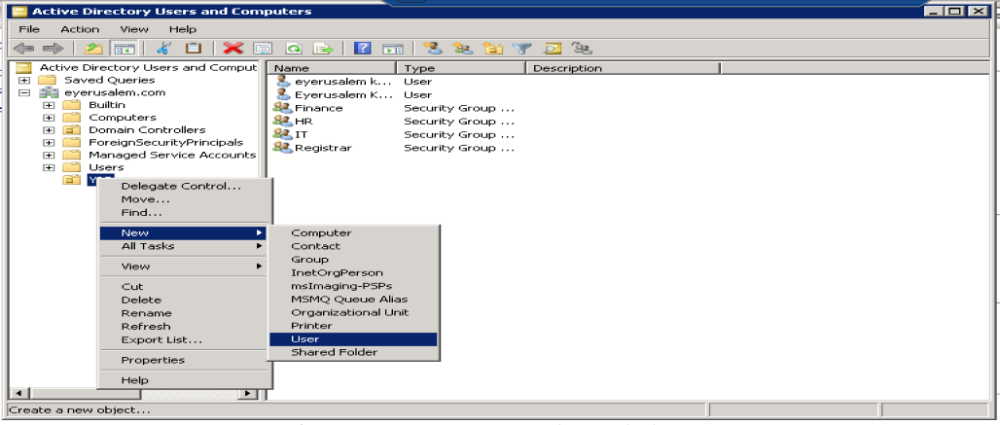 Active Directory Users and Computers
File Action View Help
Active Directory Users and Comput
Saved Queries
eyerusalem.com
Builtin
Computers
Domain Controllers
ForeignSecurityPrincipals
Managed Service Accounts
Users
Name Type Description
eyerusalem k... User
Eyerusalem K... User
Finance Security Group ...
HR Security Group ...
IT Security Group ...
Registrar Security Group ...
Delegate Control...
Move...
Find...
New
All Tasks
View
Cut
Delete
Rename
Refresh
Export List...
Properties
Help
Computer
Contact
Group
InetOrgPerson
msImaging-PSPs
MSMQ Queue Alias
Organizational Unit
Printer
User
Shared Folder
Create a new object...